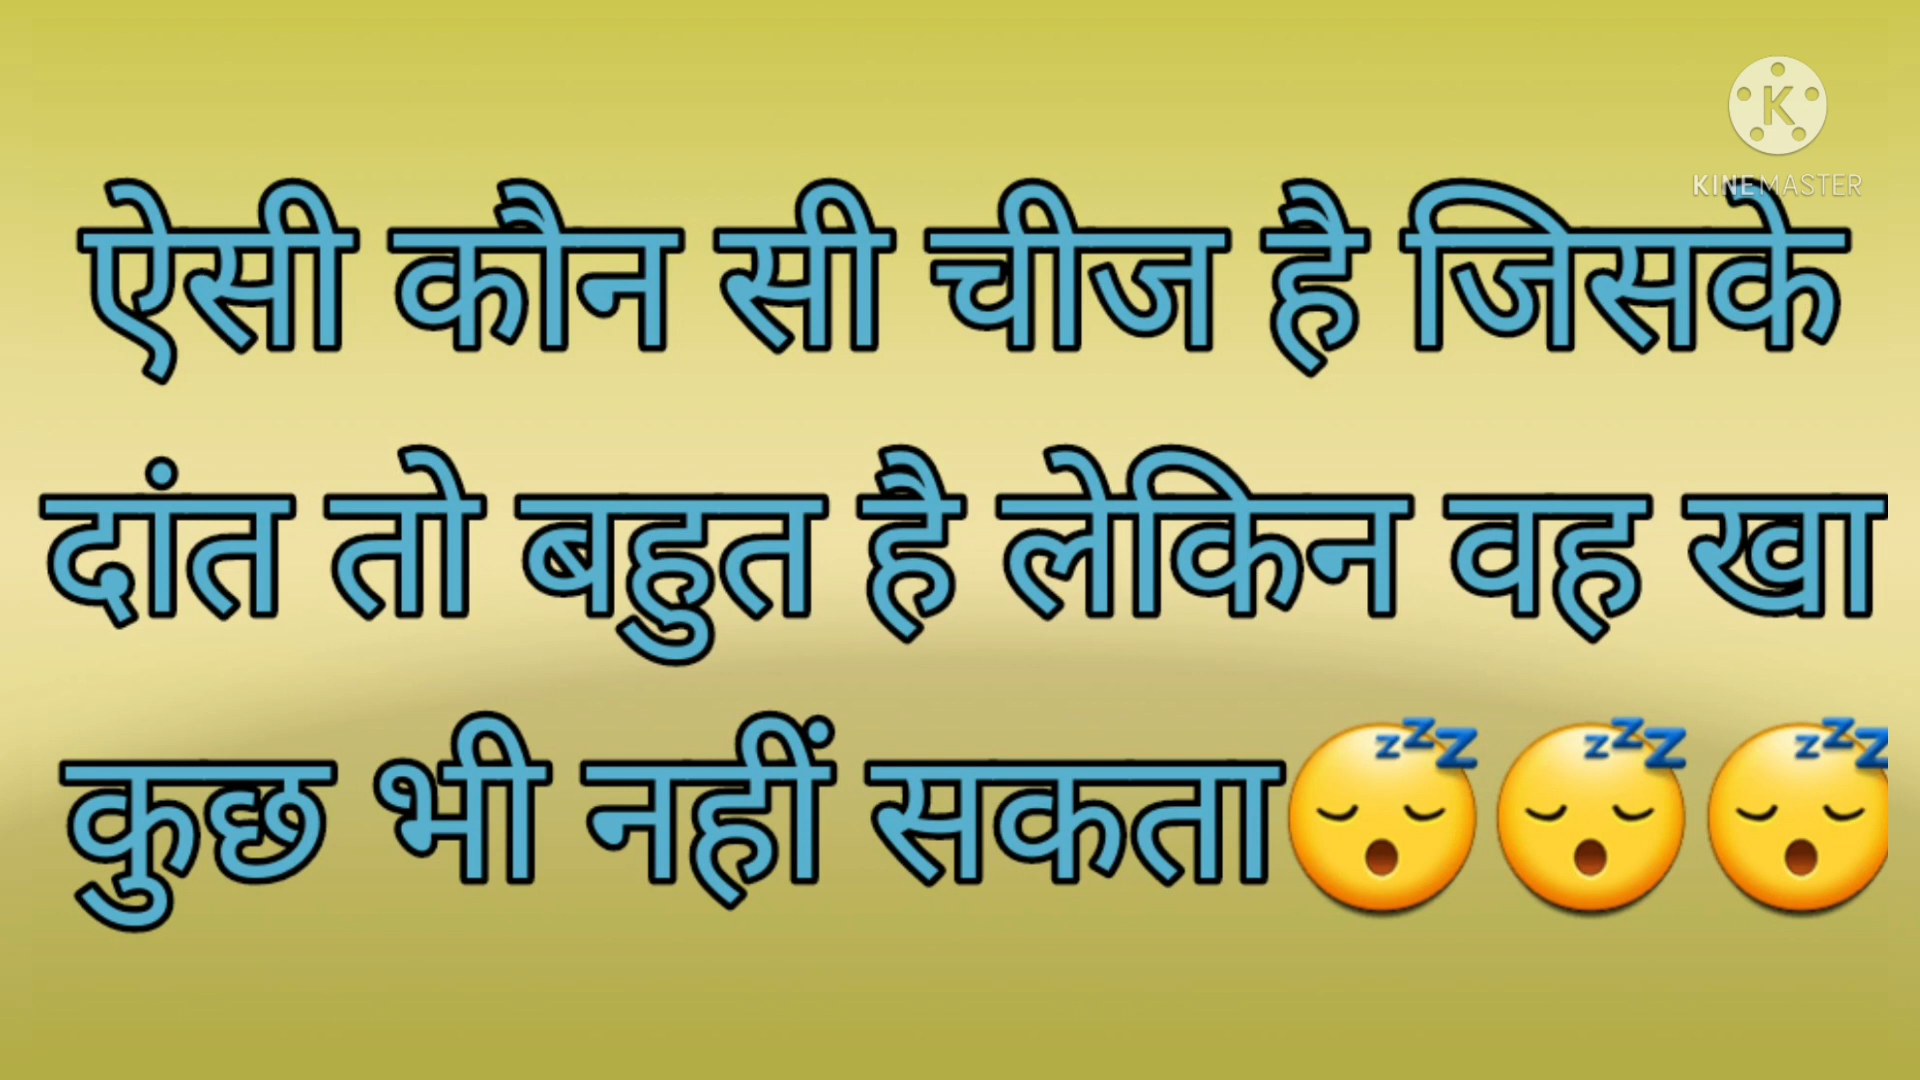 KINEMASTER
ऐसी कौन सी चीज है जिसके
दांत तो बहुत है लेकिन वह खा
कुछ भी नहीं सकता😴😴😴